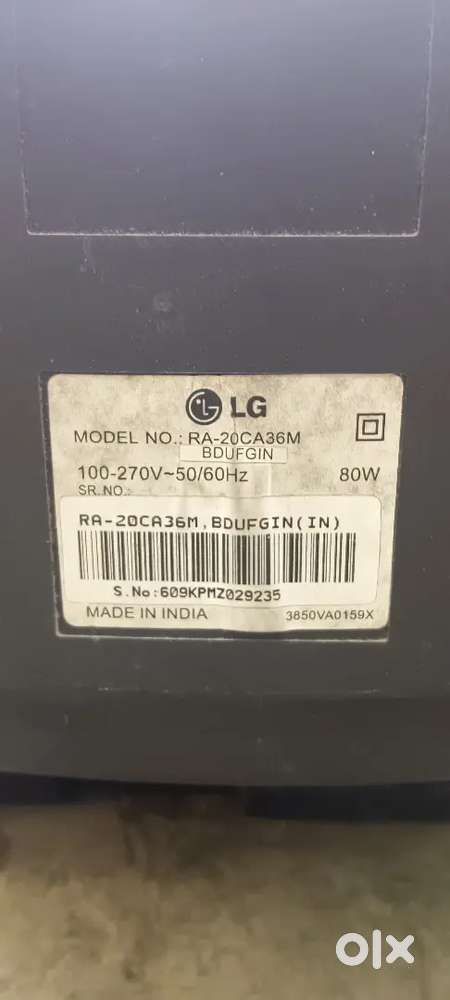 LG
MODEL NO.: RA-20CA36M
BDUFGIN
100-270V~50/60Hz 80W
SR.NO.:
RA-20CA36M,BDUFGIN(IN)
S.No:609KPMZ029235
MADE IN INDIA 3850VA0159X
olx